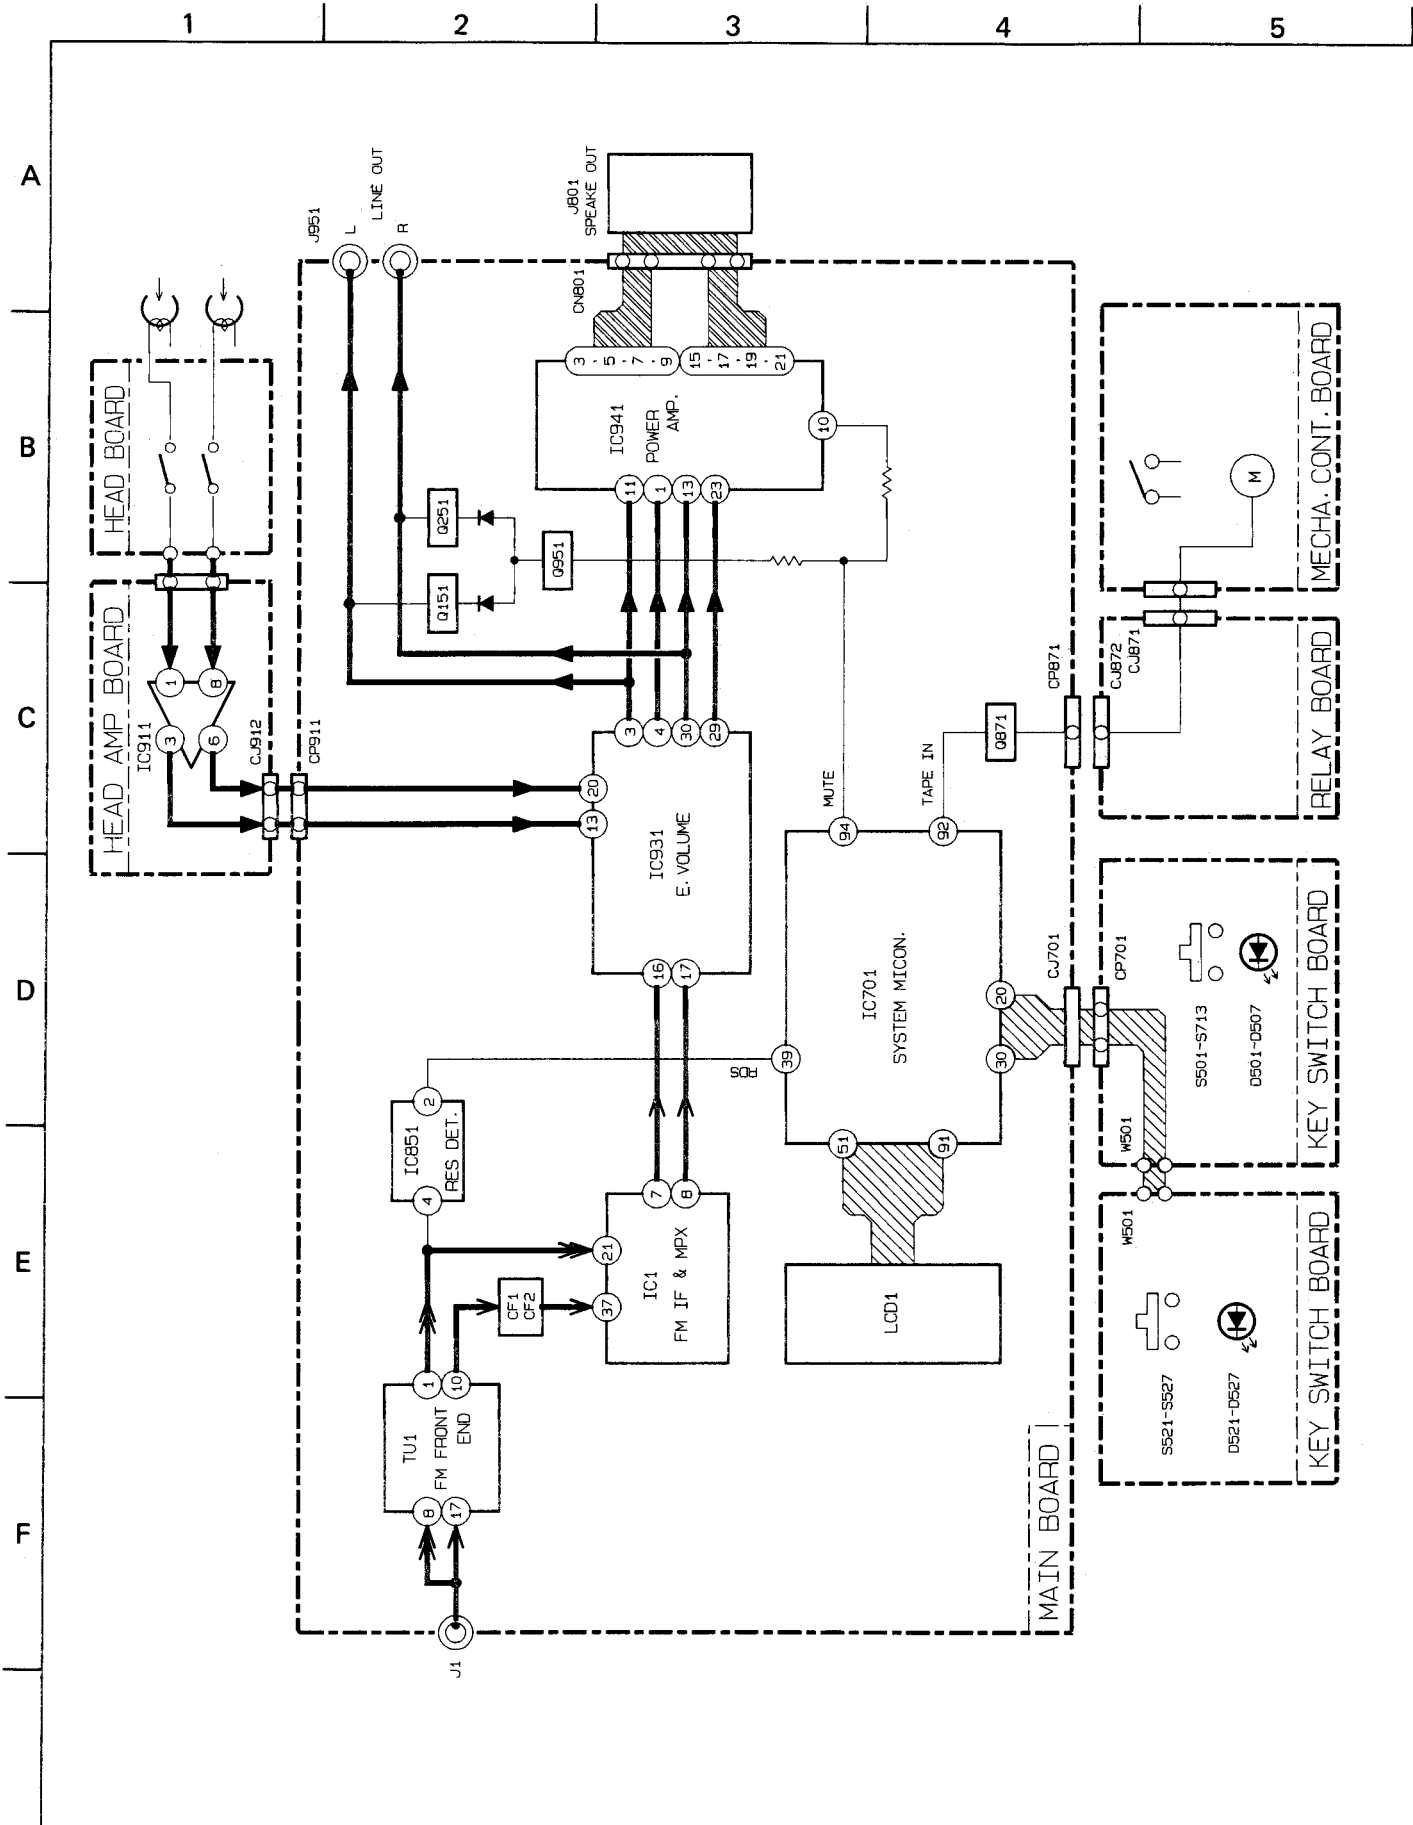 1
2
3
4
5
A
B
C
D
E
F
J951
L
R
LINE OUT
J801
SPEAKE OUT
CN801
3 . 5 . 7 . 9
15 . 17 . 19 . 21
IC941
POWER
AMP.
10
11
1
13
23
HEAD BOARD
HEAD AMP BOARD
IC911
1
8
3
6
CJ912
CP911
Q251
Q151
Q951
MECHA. CONT. BOARD
M
CP871
CJ872
CJ871
RELAY BOARD
Q871
TAPE IN
MUTE
3
4
30
29
20
13
IC931
E. VOLUME
16
17
94
92
IC701
SYSTEM MICON.
39
RDS
20
30
51
91
CJ701
CP701
S501~S713
D501~D507
KEY SWITCH BOARD
W501
W501
S521-S527
D521-D527
KEY SWITCH BOARD
2
IC851
RES DET.
4
7
8
21
37
IC1
FM IF & MPX
CF1
CF2
LCD1
1
10
TU1
FM FRONT
END
8
17
J1
MAIN BOARD